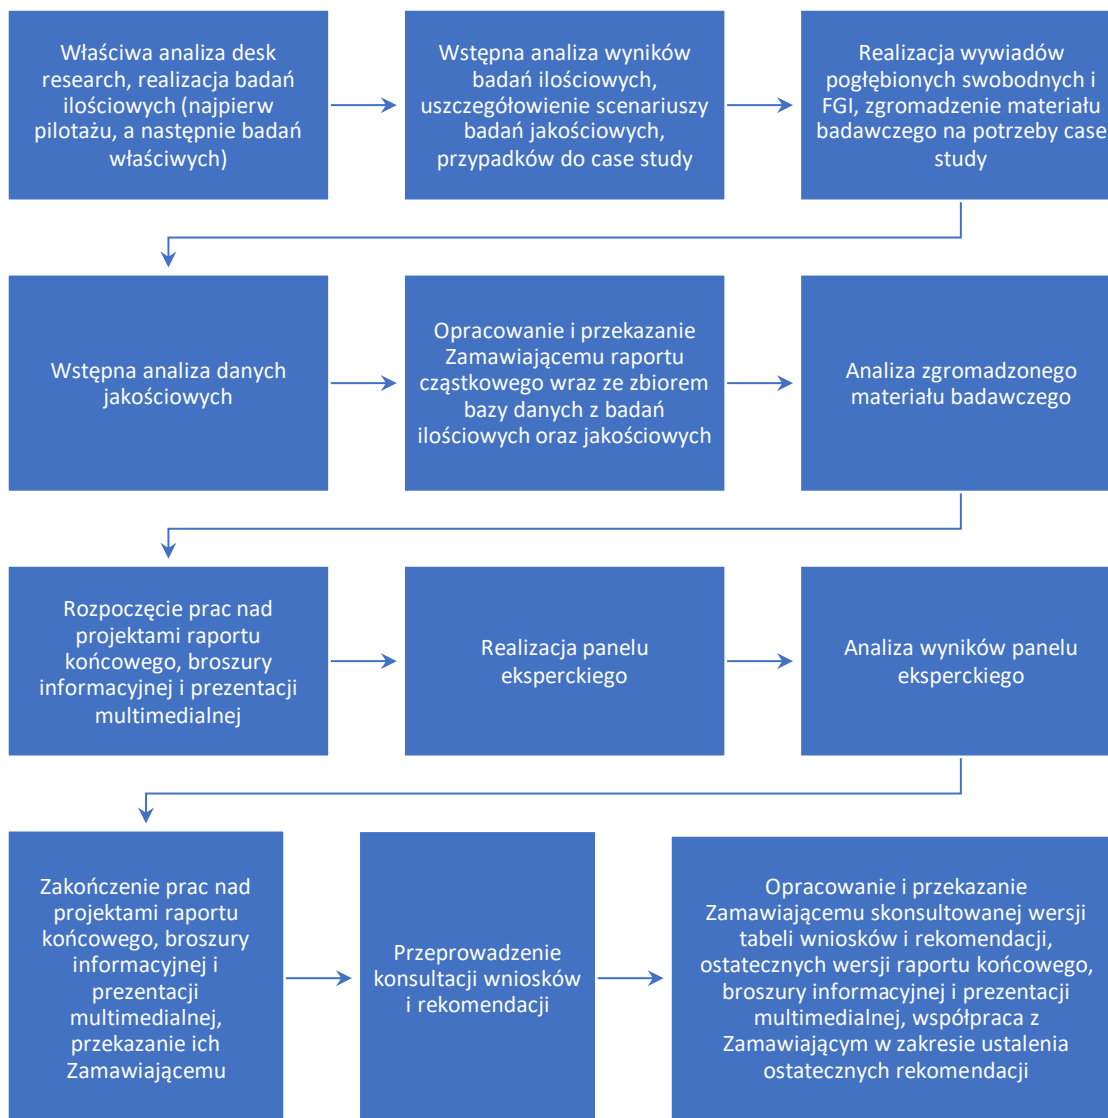 Właściwa analiza desk
research, realizacja badań
ilościowych (najpierw
pilotażu, a następnie badań
właściwych)
Wstępna analiza wyników
badań ilościowych,
uszczegółowienie scenariuszy
badań jakościowych,
przypadków do case study
Realizacja wywiadów
pogłębionych swobodnych i
FGI, zgromadzenie materiału
badawczego na potrzeby case
study
Wstępna analiza danych
jakościowych
Opracowanie i przekazanie
Zamawiającemu raportu
cząstkowego wraz ze zbiorem
bazy danych z badań
ilościowych oraz jakościowych
Analiza zgromadzonego
materiału badawczego
Rozpoczęcie prac nad
projektami raportu
końcowego, broszury
informacyjnej i prezentacji
multimedialnej
Realizacja panelu
eksperckiego
Analiza wyników panelu
eksperckiego
Zakończenie prac nad
projektami raportu
końcowego, broszury
informacyjnej i
prezentacji
multimedialnej,
przekazanie ich
Zamawiającemu
Przeprowadzenie
konsultacji wniosków
i rekomendacji
Opracowanie i przekazanie
Zamawiającemu skonsultowanej wersji
tabeli wniosków i rekomendacji,
ostatecznych wersji raportu końcowego,
broszury informacyjnej i prezentacji
multimedialnej, współpraca z
Zamawiającym w zakresie ustalenia
ostatecznych rekomendacji